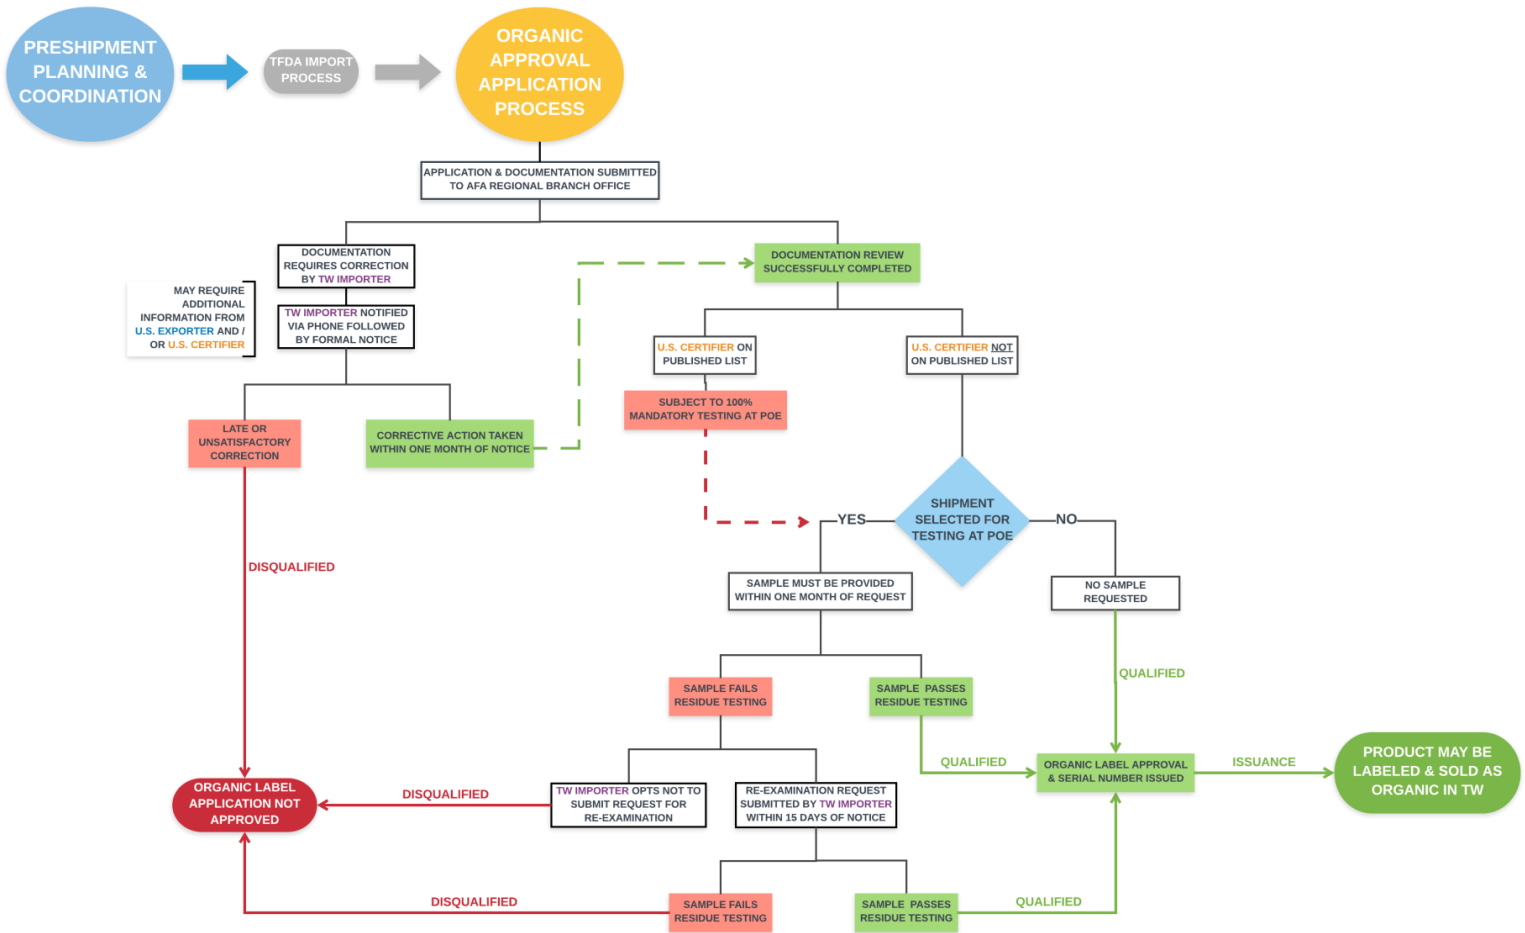 PRESHIPMENT
PLANNING &
COORDINATION
TFDA IMPORT
PROCESS
ORGANIC
APPROVAL
APPLICATION
PROCESS
APPLICATION & DOCUMENTATION SUBMITTED
TO AFA REGIONAL BRANCH OFFICE
DOCUMENTATION
REQUIRES CORRECTION
BY TW IMPORTER
DOCUMENTATION REVIEW
SUCCESSFULLY COMPLETED
MAY REQUIRE
ADDITIONAL
INFORMATION FROM
U.S. EXPORTER AND /
OR U.S. CERTIFIER
TW IMPORTER NOTIFIED
VIA PHONE FOLLOWED
BY FORMAL NOTICE
U.S. CERTIFIER ON
PUBLISHED LIST
U.S. CERTIFIER NOT
ON PUBLISHED LIST
SUBJECT TO 100%
MANDATORY TESTING AT POE
LATE OR
UNSATISFACTORY
CORRECTION
CORRECTIVE ACTION TAKEN
WITHIN ONE MONTH OF NOTICE
SHIPMENT
SELECTED FOR
TESTING AT POE
YES
NO
DISQUALIFIED
SAMPLE MUST BE PROVIDED
WITHIN ONE MONTH OF REQUEST
NO SAMPLE
REQUESTED
QUALIFIED
SAMPLE FAILS
RESIDUE TESTING
SAMPLE PASSES
RESIDUE TESTING
QUALIFIED
ORGANIC LABEL APPROVAL
& SERIAL NUMBER ISSUED
ISSUANCE
PRODUCT MAY BE
LABELED & SOLD AS
ORGANIC IN TW
ORGANIC LABEL
APPLICATION NOT
APPROVED
DISQUALIFIED
TW IMPORTER OPTS NOT TO
SUBMIT REQUEST FOR
RE-EXAMINATION
RE-EXAMINATION REQUEST
SUBMITTED BY TW IMPORTER
WITHIN 15 DAYS OF NOTICE
DISQUALIFIED
SAMPLE FAILS
RESIDUE TESTING
SAMPLE PASSES
RESIDUE TESTING
QUALIFIED